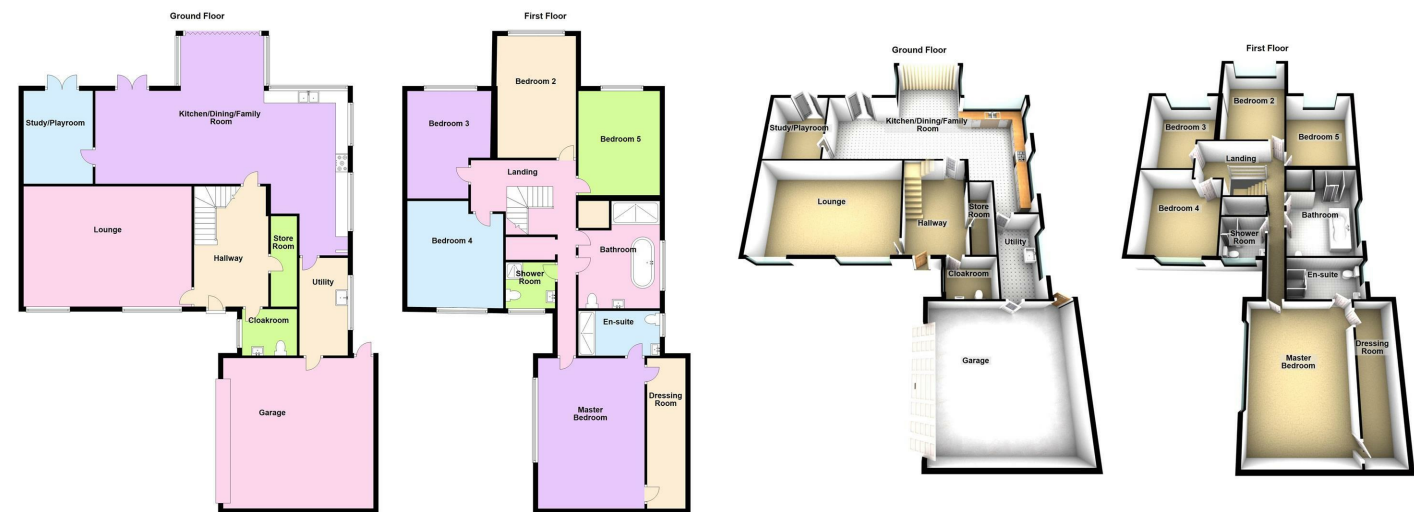 Ground Floor
Kitchen/Dining/Family
Room
Study/Playroom
Lounge
Hallway
Store
Room
Utility
Cloakroom
Garage
First Floor
Bedroom 2
Bedroom 3
Bedroom 5
Landing
Bedroom 4
Bathroom
Shower
Room
En-suite
Master
Bedroom
Dressing
Room
Ground Floor
Study/Playroom
Kitchen/Dining/Family
Room
Lounge
Hallway
Store
Room
Utility
Cloakroom
Garage
First Floor
Bedroom 2
Bedroom 3
Bedroom 5
Landing
Bedroom 4
Bathroom
Shower
Room
En-suite
Master
Bedroom
Dressing
Room